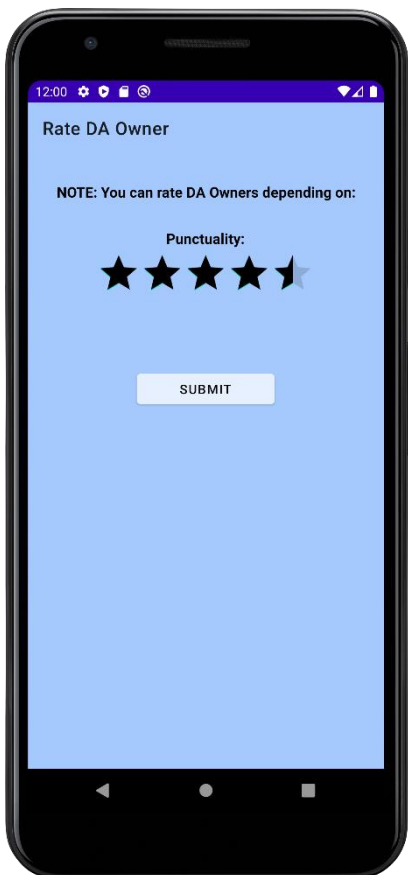 12:00
Rate DA Owner
NOTE: You can rate DA Owners depending on:
Punctuality:
SUBMIT